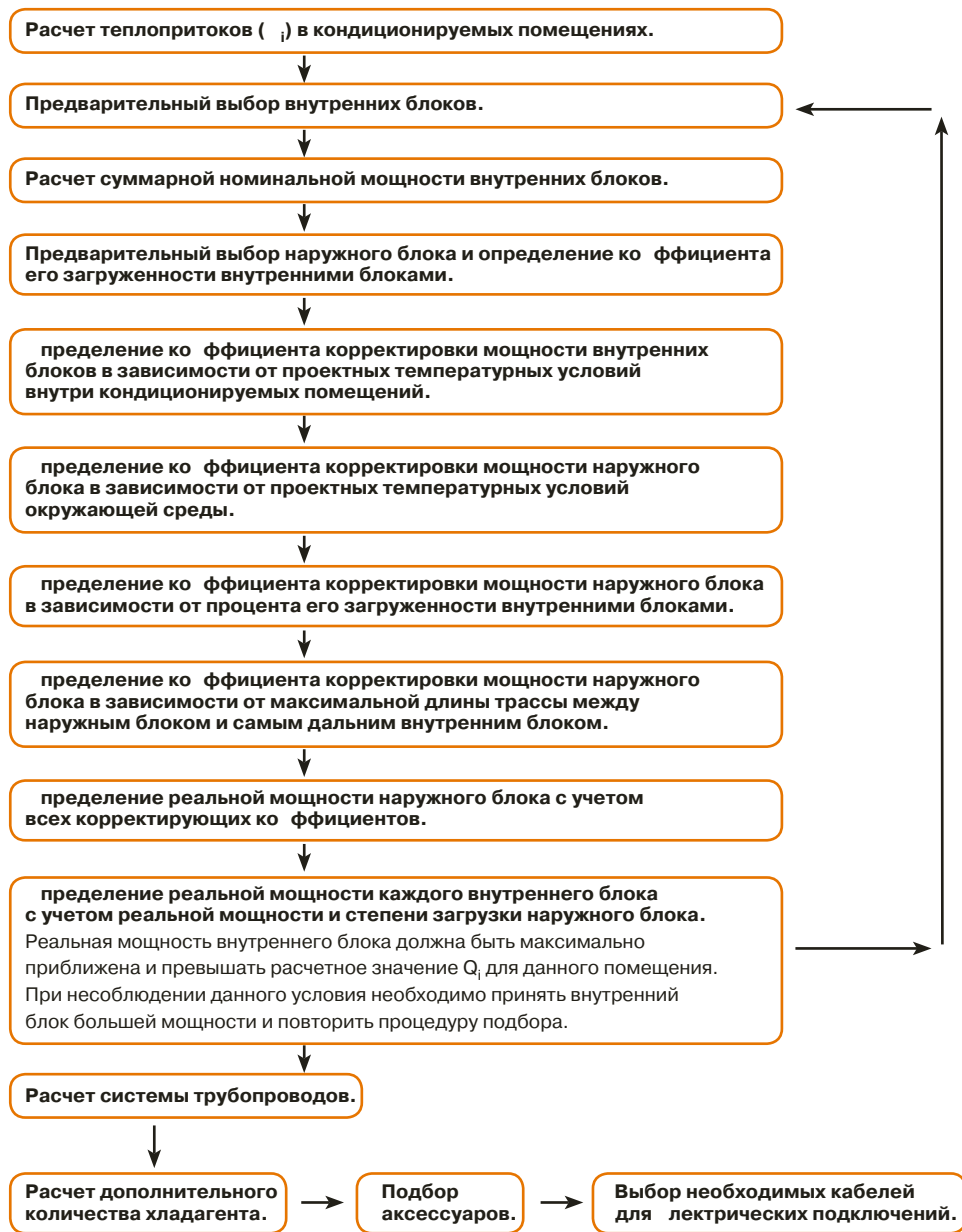 Расчет теплопритоков ( i) в кондиционируемых помещениях.
Предварительный выбор внутренних блоков.
Расчет суммарной номинальной мощности внутренних блоков.
Предварительный выбор наружного блока и определение ко ффициента
его загруженности внутренними блоками.
пределение ко ффициента корректировки мощности внутренних
блоков в зависимости от проектных температурных условий
внутри кондиционируемых помещений.
пределение ко ффициента корректировки мощности наружного
блока в зависимости от проектных температурных условий
окружающей среды.
пределение ко ффициента корректировки мощности наружного блока
в зависимости от процента его загруженности внутренними блоками.
пределение ко ффициента корректировки мощности наружного
блока в зависимости от максимальной длины трассы между
наружным блоком и самым дальним внутренним блоком.
пределение реальной мощности наружного блока с учетом
всех корректирующих ко ффициентов.
пределение реальной мощности каждого внутреннего блока
с учетом реальной мощности и степени загрузки наружного блока.
Реальная мощность внутреннего блока должна быть максимально
приближена и превышать расчетное значение Qi для данного помещения.
При несоблюдении данного условия необходимо принять внутренний
блок большей мощности и повторить процедуру подбора.
Расчет системы трубопроводов.
Расчет дополнительного
количества хладагента.
Подбор
аксессуаров.
Выбор необходимых кабелей
для лектрических подключений.